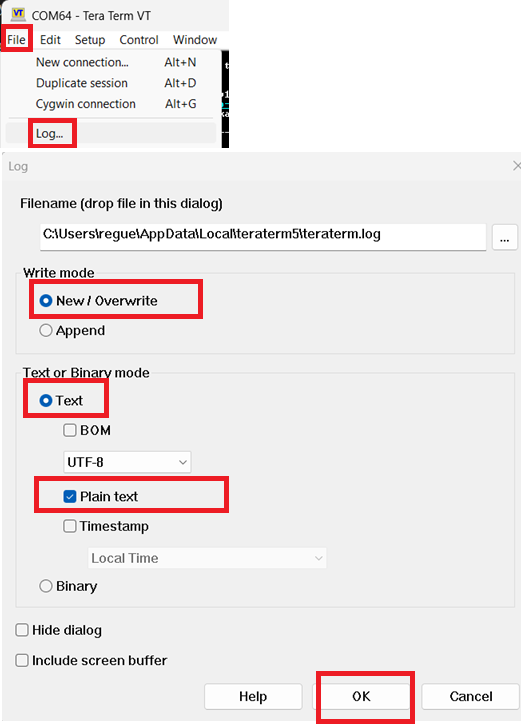 VT COM64 - Tera Term VT
File Edit Setup Control Window
New connection... Alt+N
Duplicate session Alt+D
Cygwin connection Alt+G
Log...
Log
Filename (drop file in this dialog)
C:\Users\regue\AppData\Local\teraterm5\teraterm.log ...
Write mode
New / Overwrite
Append
Text or Binary mode
Text
BOM
UTF-8
Plain text
Timestamp
Local Time
Binary
Hide dialog
Include screen buffer
Help OK Cancel